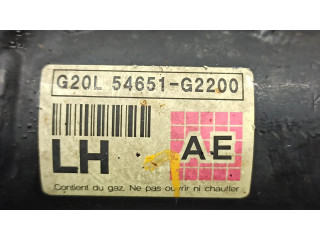 G20L 54651-G2200
LH
AE
Contient du gaz. Ne pas ouvrir ni chauffer